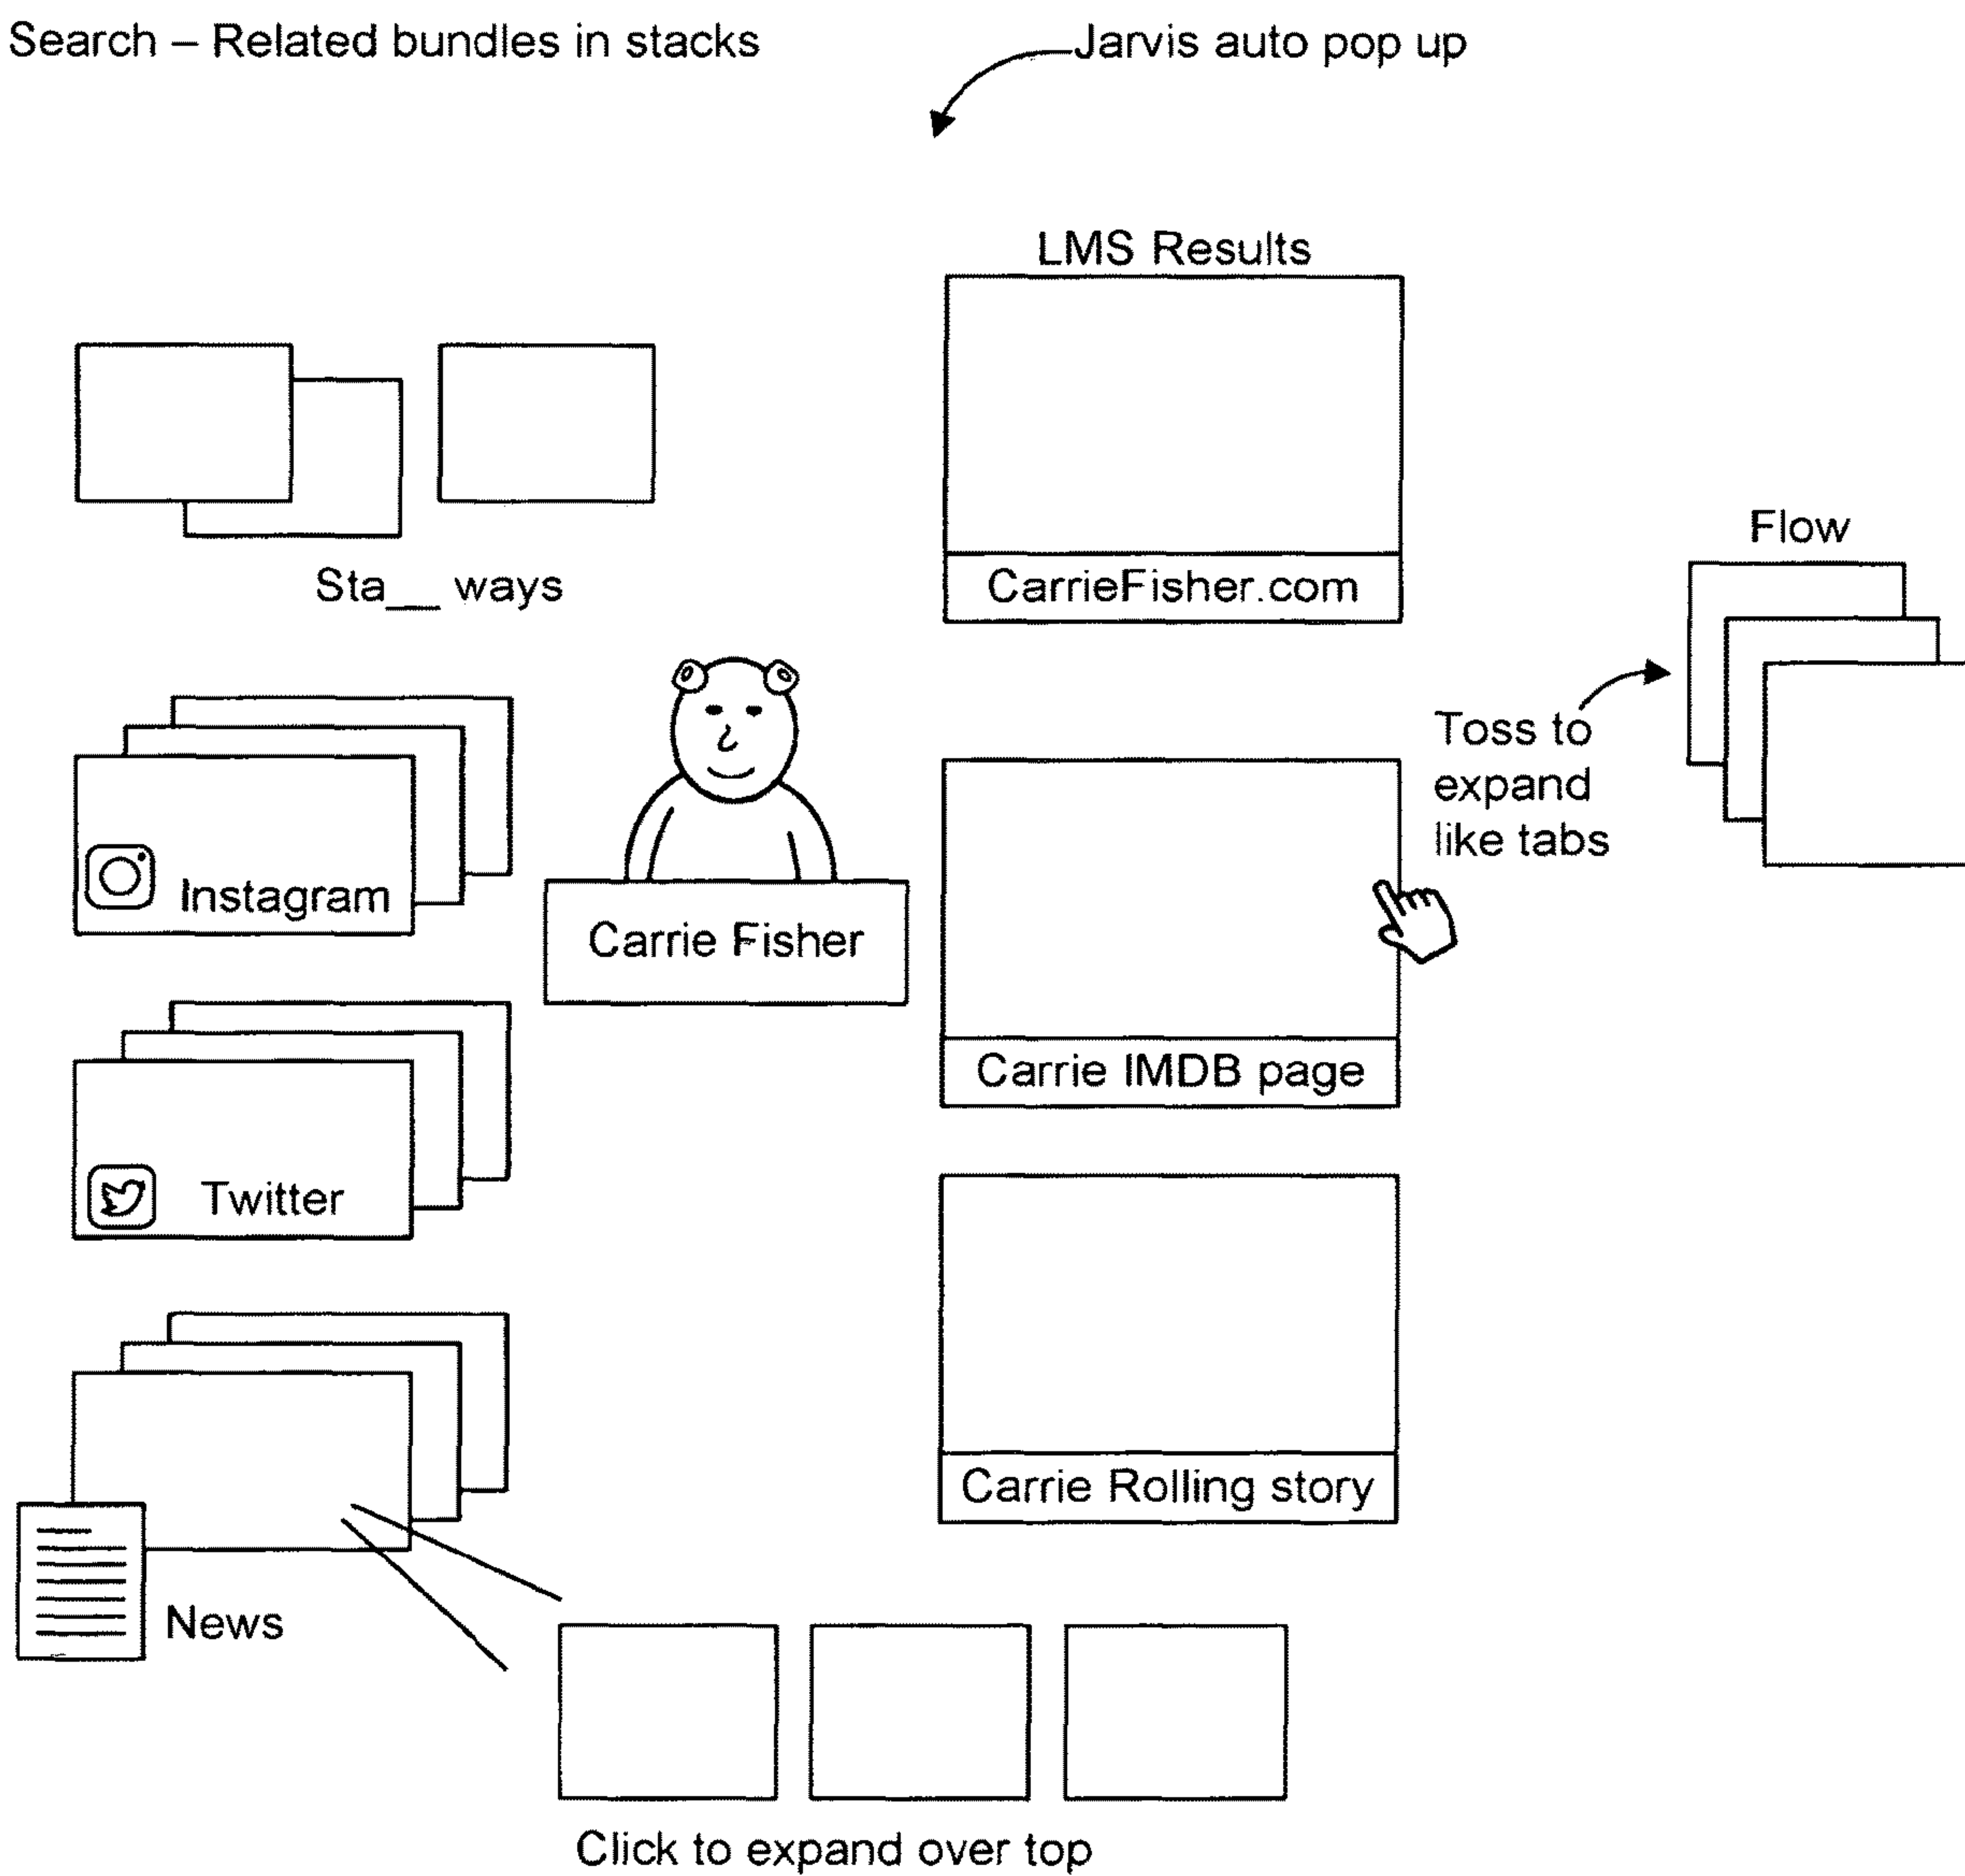 Search – Related bundles in stacks
Jarvis auto pop up
LMS Results
CarrieFisher.com
Sta__ ways
Flow
Toss to
expand
like tabs
Instagram
Carrie Fisher
Carrie IMDB page
Twitter
Carrie Rolling story
News
Click to expand over top